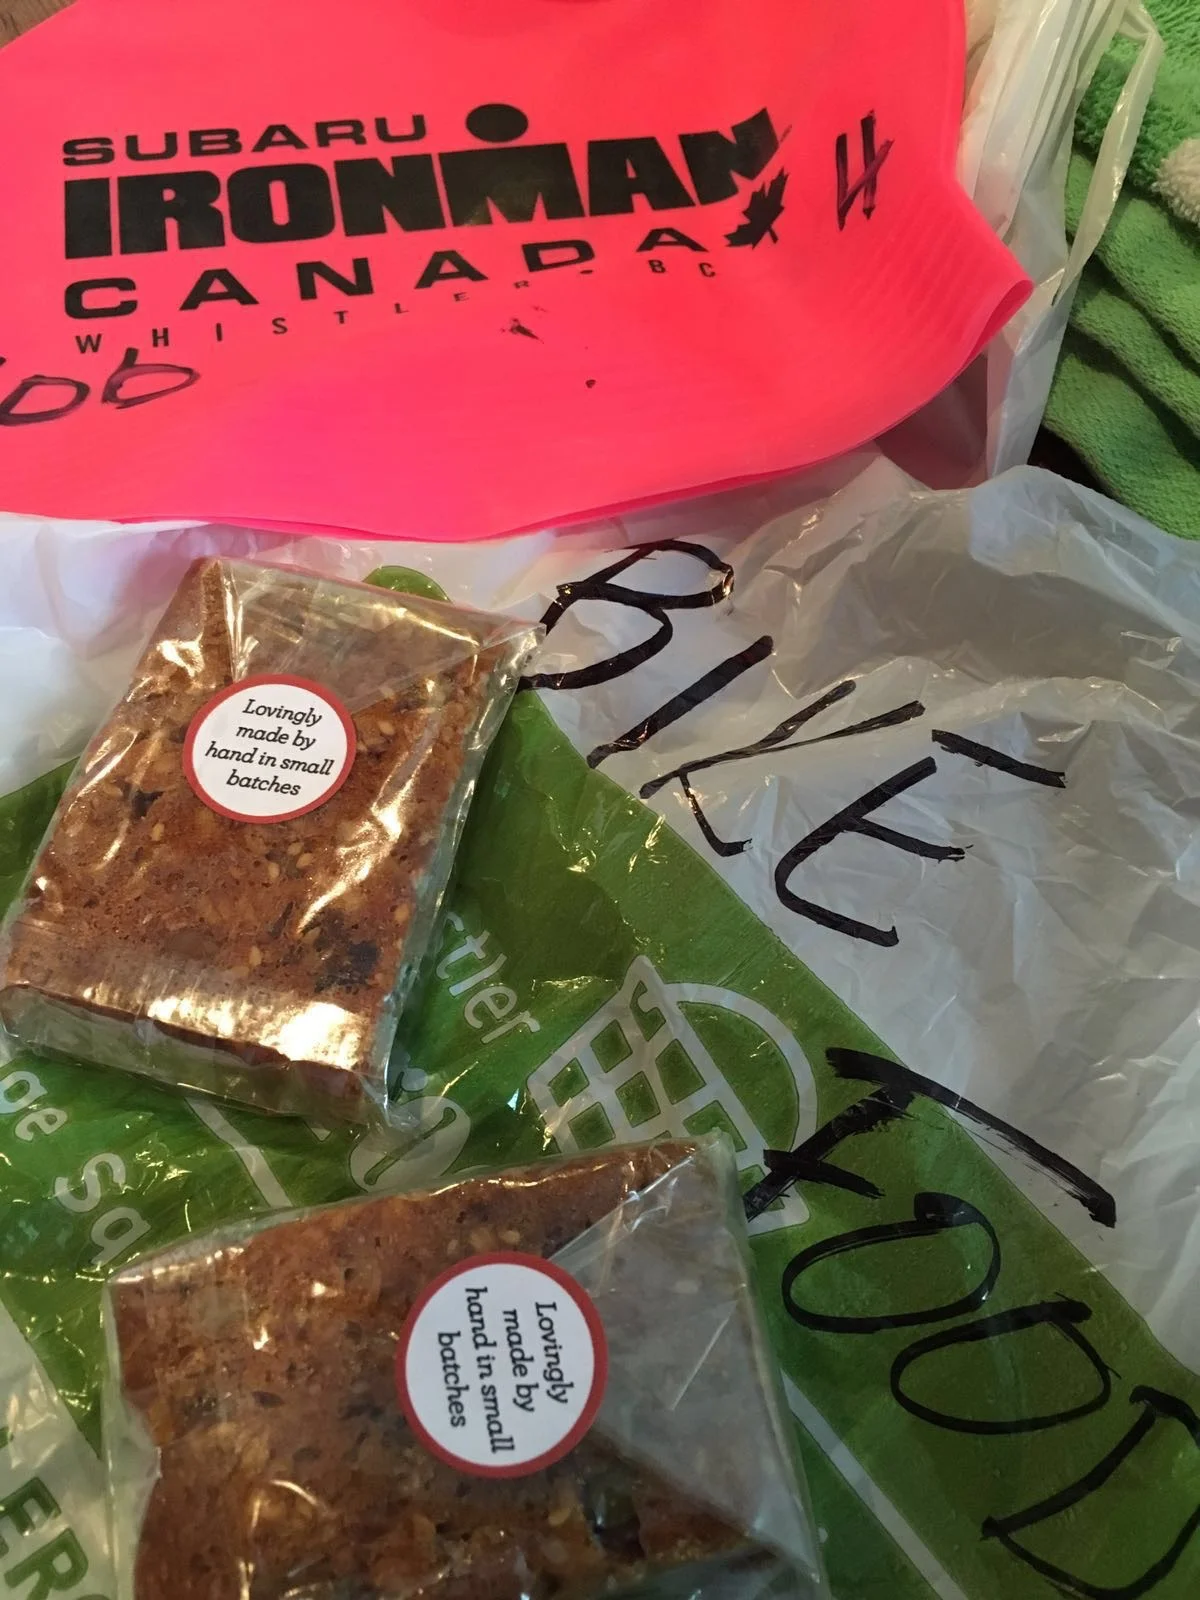 SUBARU
IRONMAN
CANADA
WHISTLER · BC
Lovingly
made by
hand in small
batches
BIKE -
FOOD
Lovingly
made by
hand in small
batches